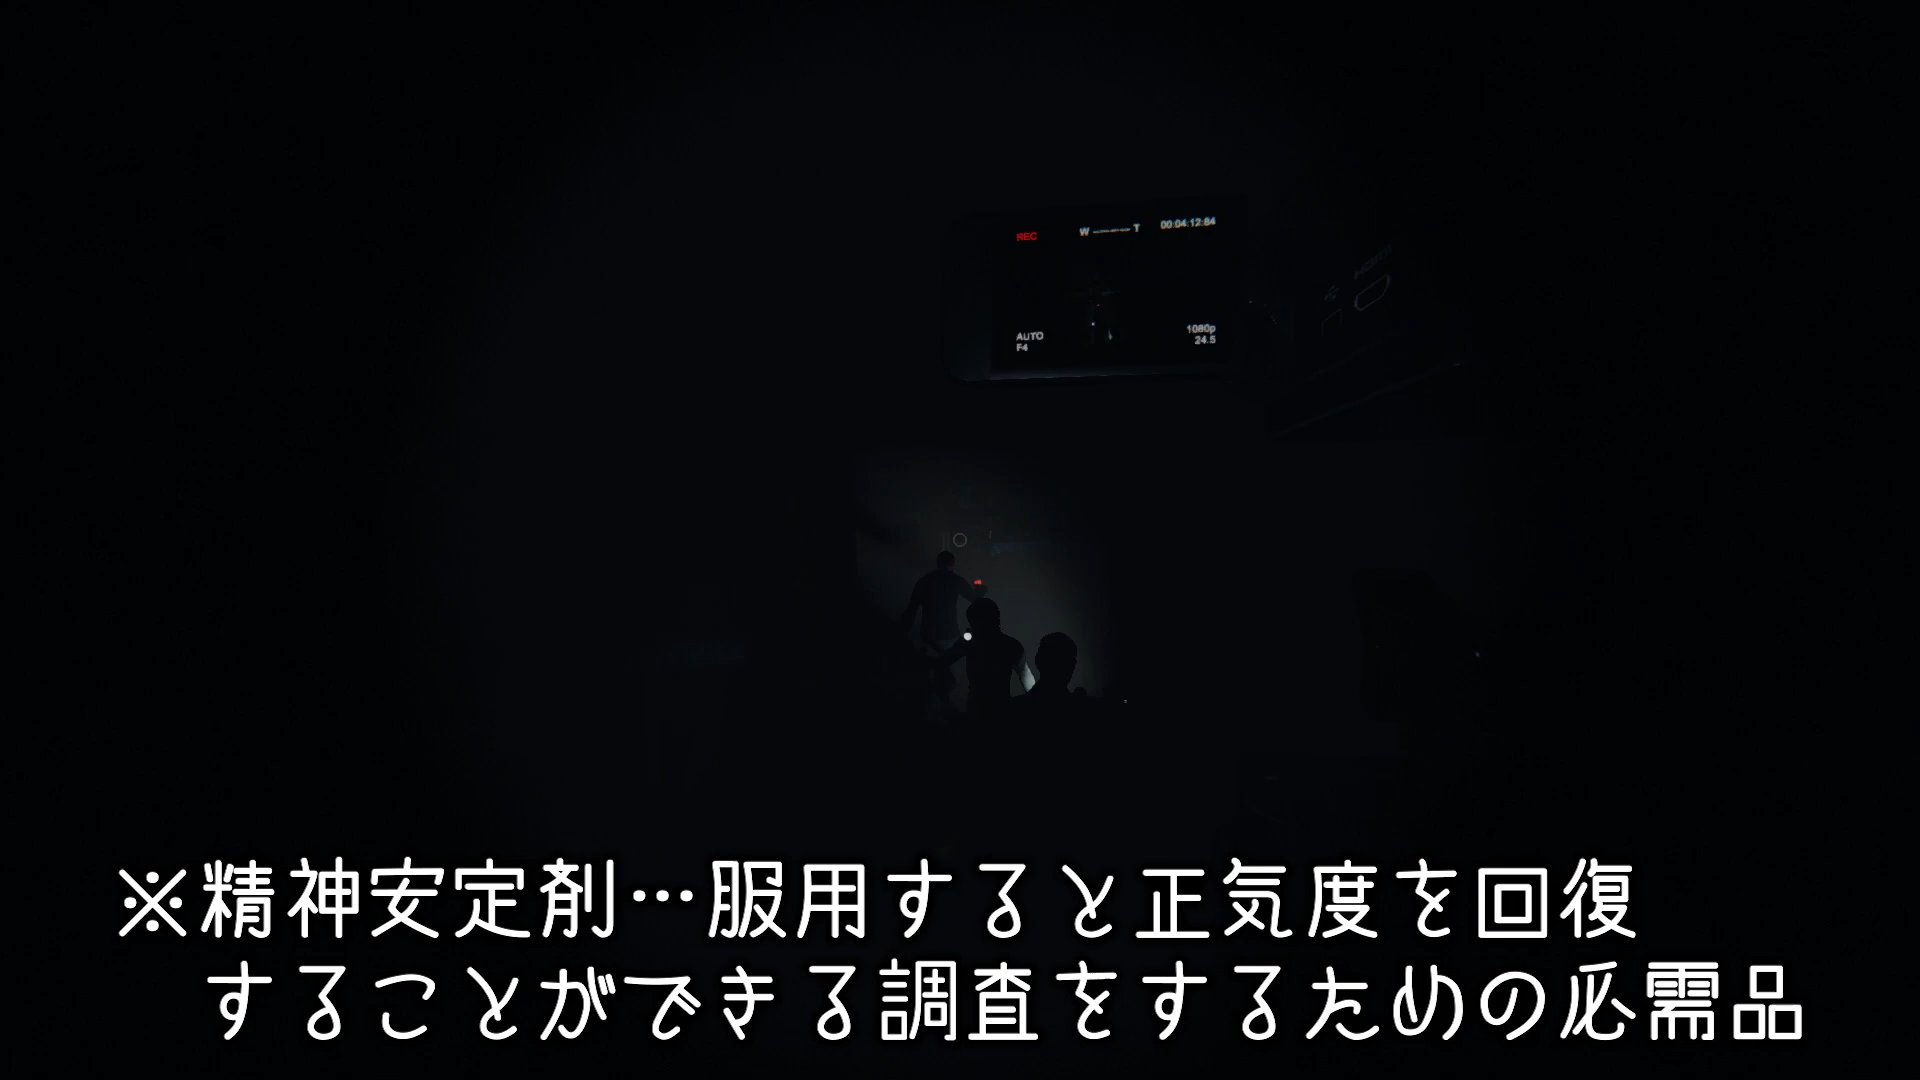 REC
W T
00:04:12:84
HDMI
AUTO
F4
1080p
24.5
※精神安定剤…服用すると正気度を回復
することができる調査をするための必需品